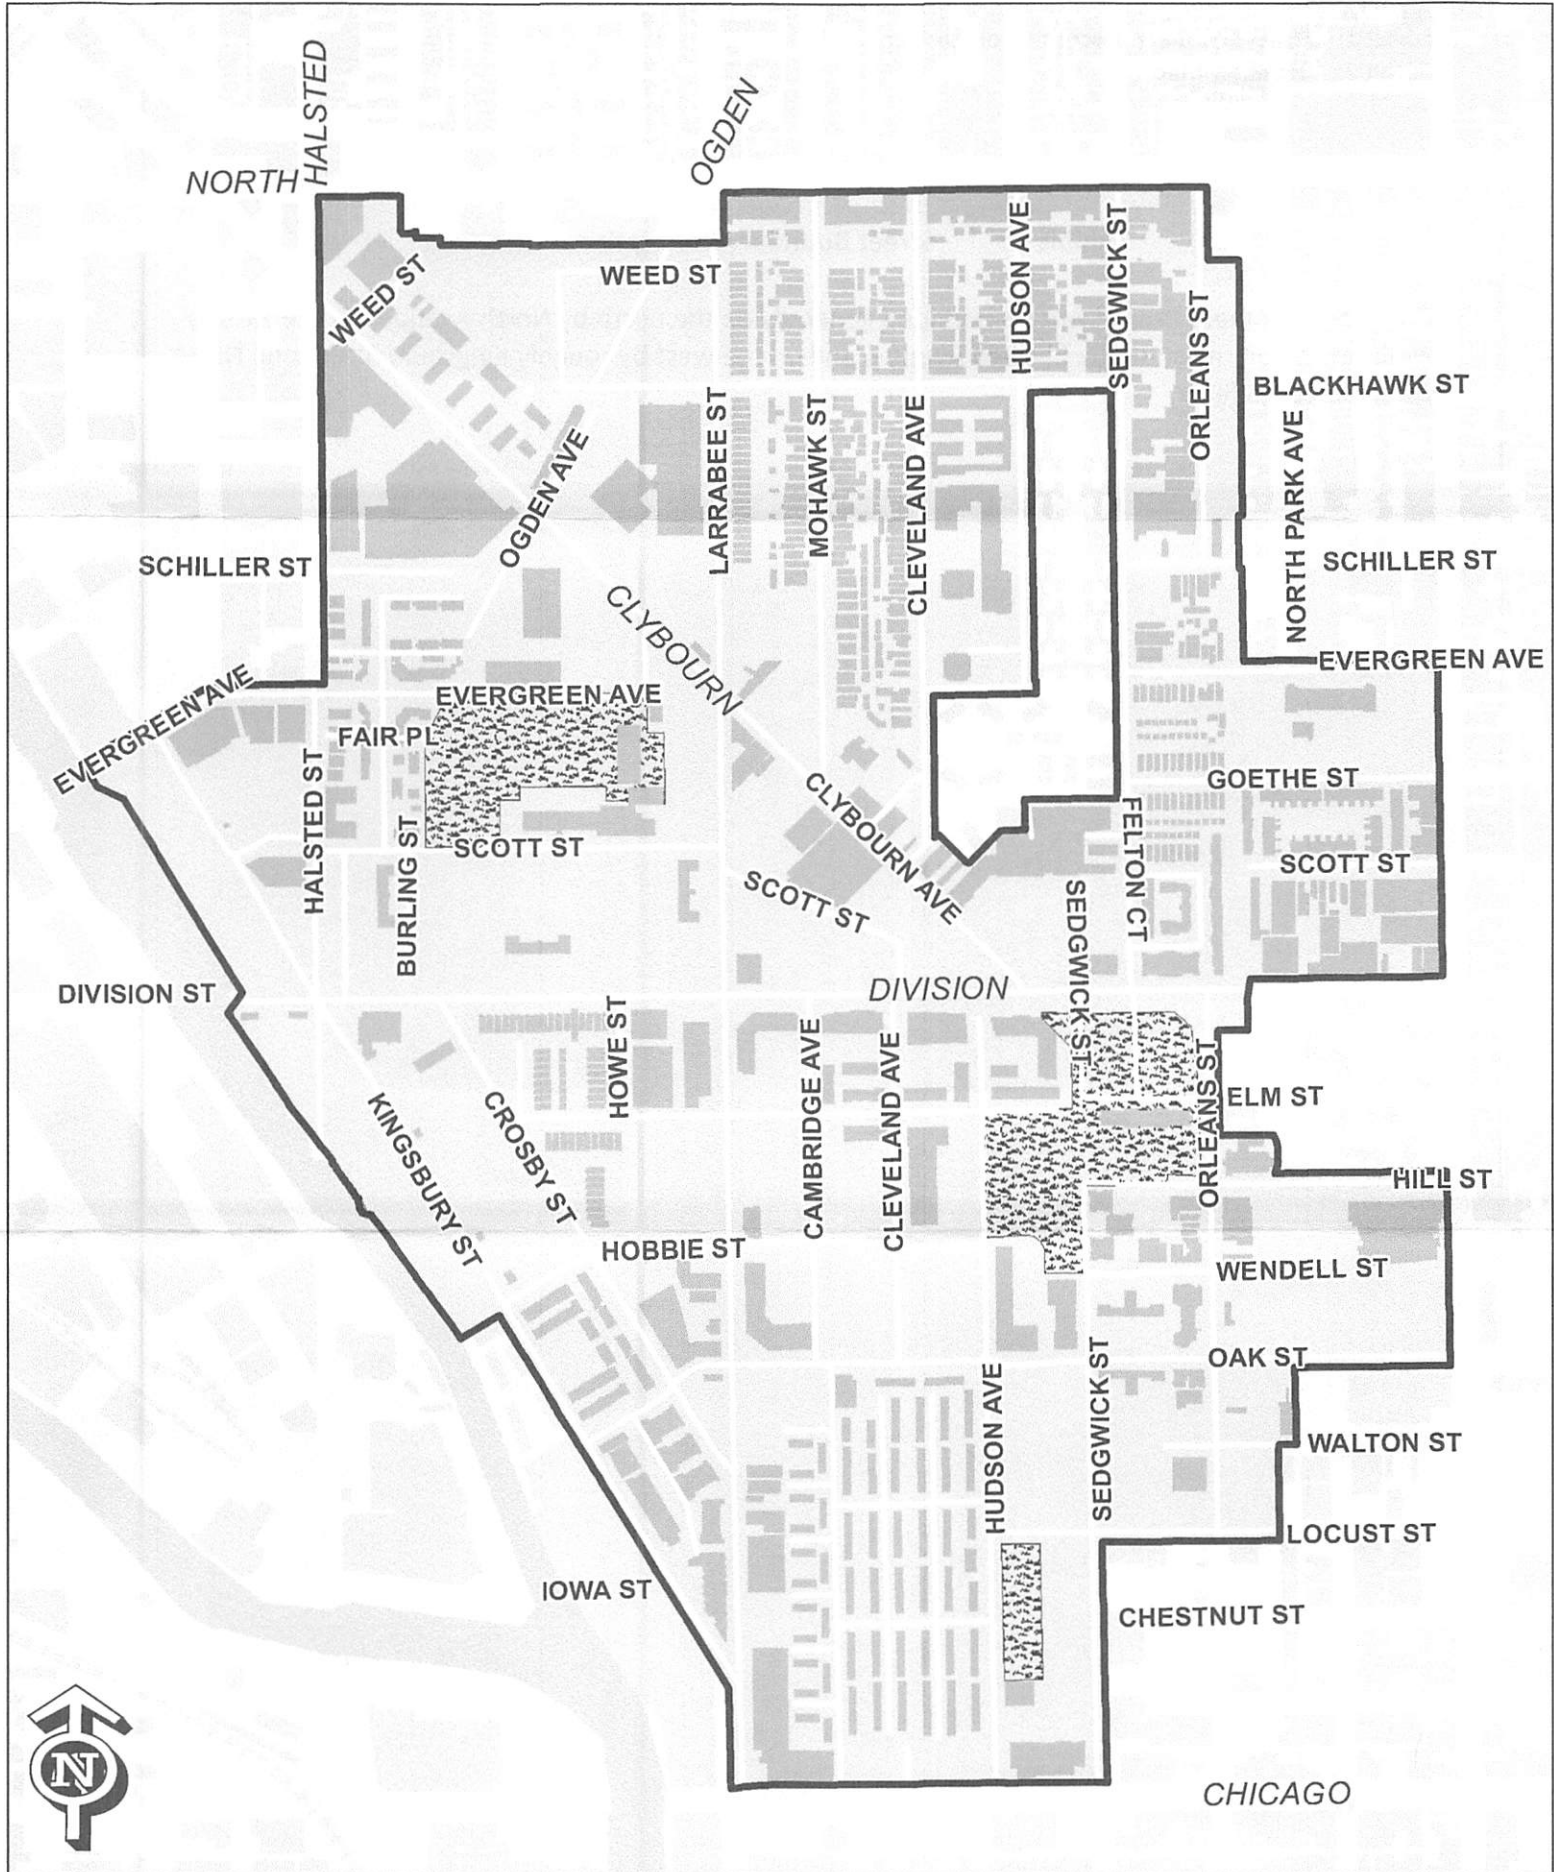 HALSTED
NORTH
OGDEN
WEED ST
WEED ST
HUDSON AVE
SEDGWICK ST
ORLEANS ST
BLACKHAWK ST
LARRABEE ST
MOHAWK ST
CLEVELAND AVE
NORTH PARK AVE
OGDEN AVE
SCHILLER ST
SCHILLER ST
CLYBOURN
EVERGREEN AVE
EVERGREEN AVE
EVERGREEN AVE
FAIR PL
HALSTED ST
BURLING ST
SCOTT ST
CLYBOURN AVE
GOETHE ST
FELTON CT
SCOTT ST
SCOTT ST
SEDGWICK ST
DIVISION ST
DIVISION
HOWE ST
CAMBRIDGE AVE
CLEVELAND AVE
ORLEANS ST
ELM ST
KINGSBURY ST
CROSBY ST
HILL ST
HOBBIE ST
WENDELL ST
OAK ST
HUDSON AVE
SEDGWICK ST
WALTON ST
LOCUST ST
IOWA ST
CHESTNUT ST
N
CHICAGO